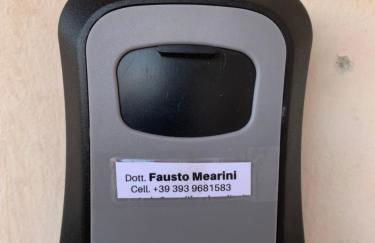 Dott. Fausto Mearini
Cell. +39 393 9681583